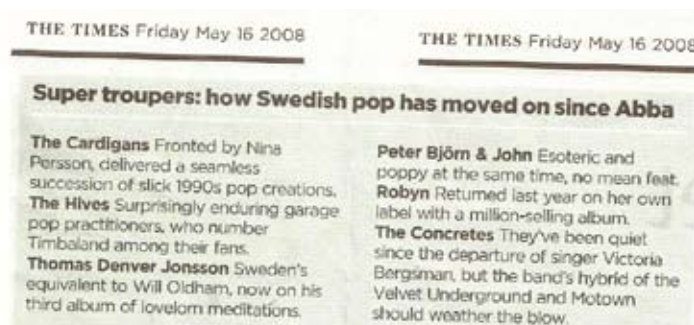 THE TIMES Friday May 16 2008
THE TIMES Friday May 16 2008
Super troupers: how Swedish pop has moved on since Abba
The Cardigans Fronted by Nina
Persson, delivered a seamless
succession of slick 1990s pop creations.
The Hives Surprisingly enduring garage
pop practitioners, who number
Timbaland among their fans.
Thomas Denver Jonsson Sweden's
equivalent to Will Oldham, now on his
third album of lovelorn meditations.
Peter Björn & John Esoteric and
poppy at the same time, no mean feat.
Robyn Returned last year on her own
label with a million-selling album.
The Concretes They've been quiet
since the departure of singer Victoria
Bergsman, but the band's hybrid of the
Velvet Underground and Motown
should weather the blow.